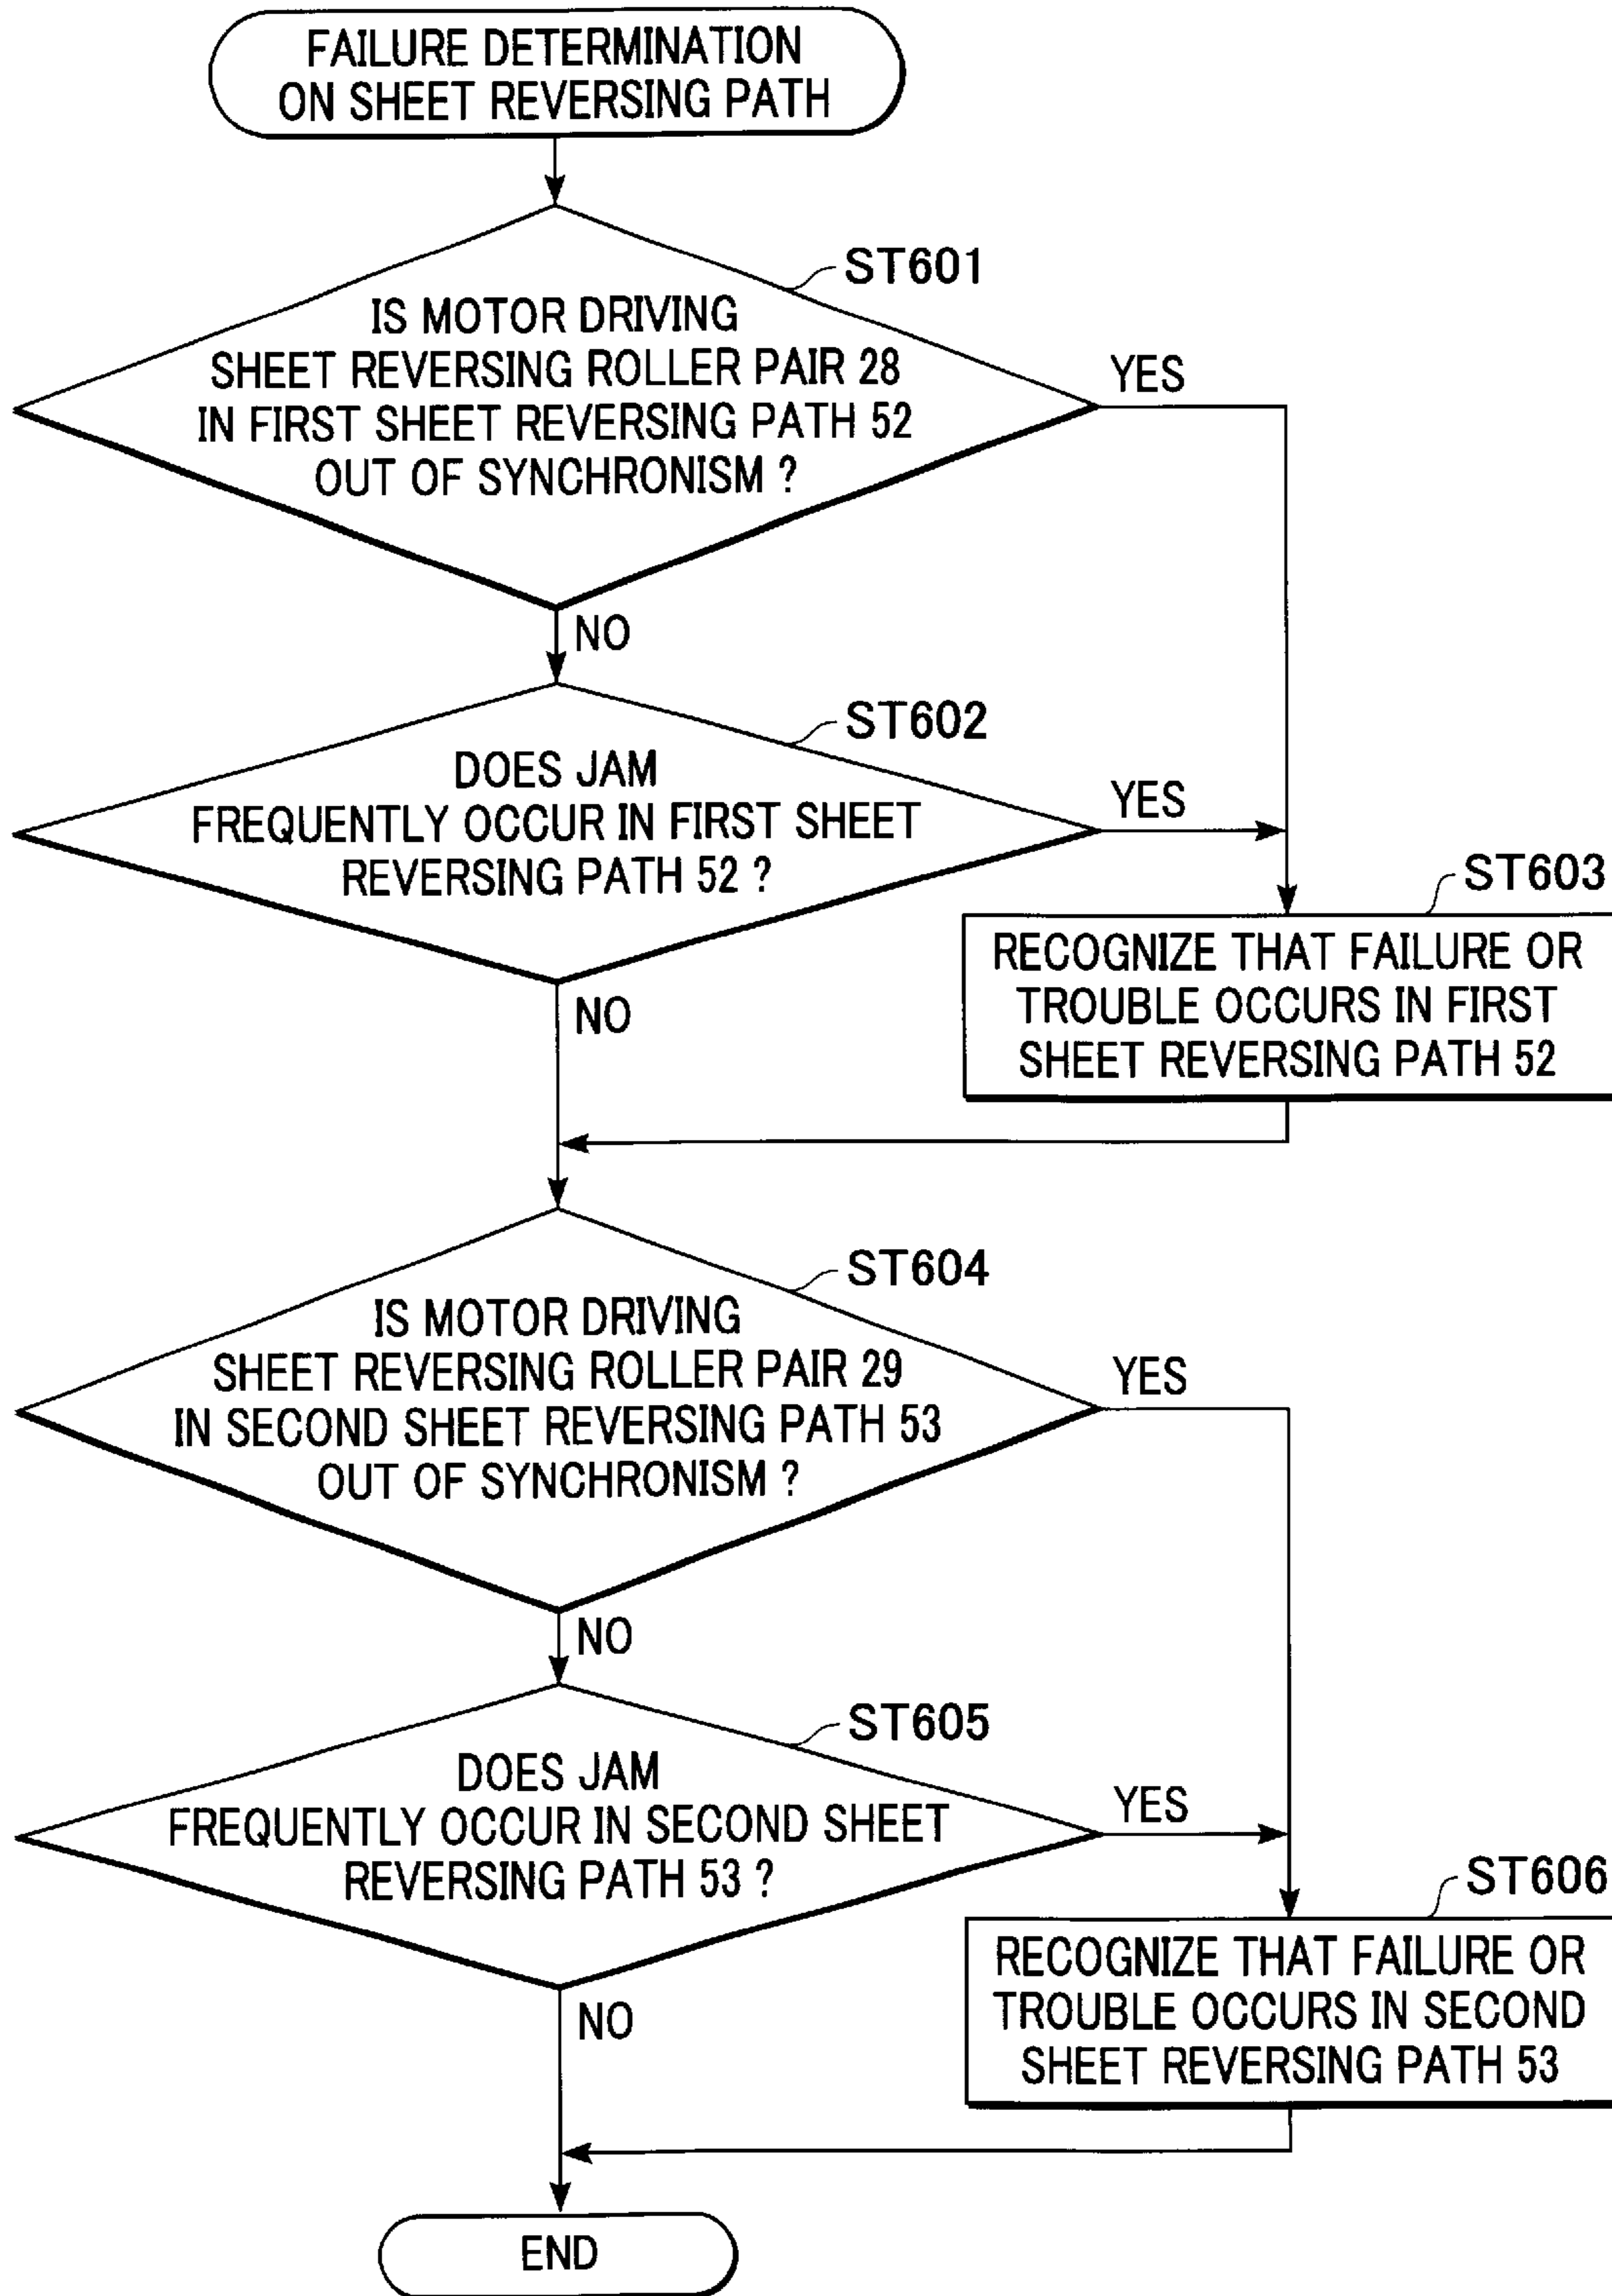 FAILURE DETERMINATION
ON SHEET REVERSING PATH
ST601
IS MOTOR DRIVING
SHEET REVERSING ROLLER PAIR 28
IN FIRST SHEET REVERSING PATH 52
OUT OF SYNCHRONISM ?
YES
NO
ST602
DOES JAM
FREQUENTLY OCCUR IN FIRST SHEET
REVERSING PATH 52 ?
YES
NO
ST603
RECOGNIZE THAT FAILURE OR
TROUBLE OCCURS IN FIRST
SHEET REVERSING PATH 52
ST604
IS MOTOR DRIVING
SHEET REVERSING ROLLER PAIR 29
IN SECOND SHEET REVERSING PATH 53
OUT OF SYNCHRONISM ?
YES
NO
ST605
DOES JAM
FREQUENTLY OCCUR IN SECOND SHEET
REVERSING PATH 53 ?
YES
NO
ST606
RECOGNIZE THAT FAILURE OR
TROUBLE OCCURS IN SECOND
SHEET REVERSING PATH 53
END